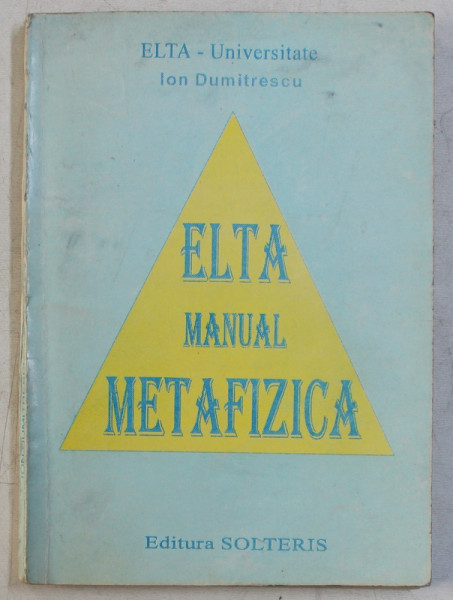 ELTA - Universitate
Ion Dumitrescu
ELTA
MANUAL
METAFIZICA
Editura SOLTERIS